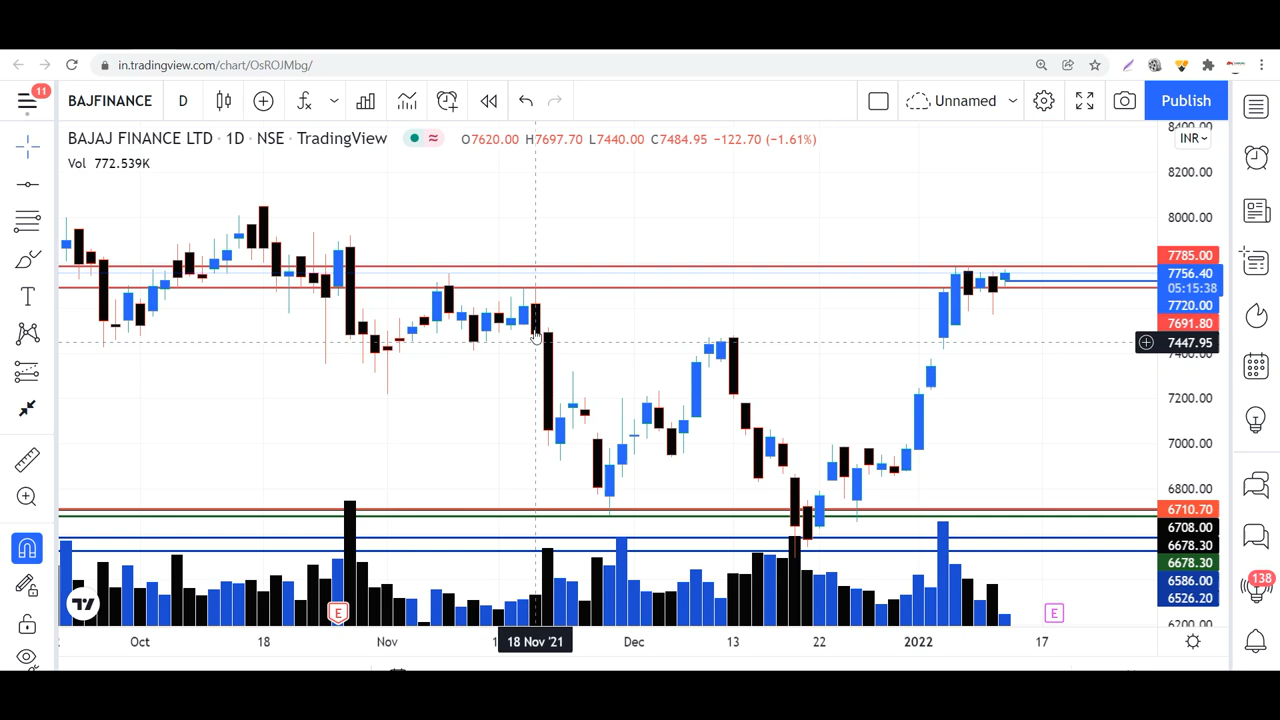 in.tradingview.com/chart/OsROJMbg/
11
BAJFINANCE D Unnamed Publish
BAJAJ FINANCE LTD · 1D · NSE · TradingView O7620.00 H7697.70 L7440.00 C7484.95 −122.70 (−1.61%)
INR
Vol 772.539K
8200.00
8000.00
7785.00
7756.40
05:15:38
7720.00
7691.80
7447.95
7200.00
7000.00
6800.00
6710.70
6708.00
6678.30
6678.30
6586.00
6526.20
138
E E
Oct 18 Nov 18 Nov '21 Dec 13 22 2022 17